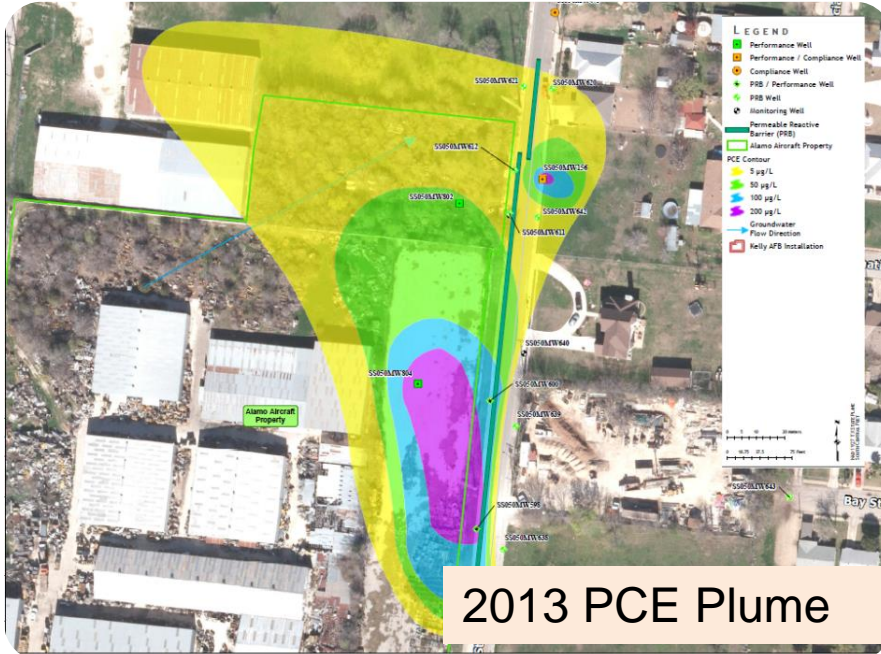 SS050MW621
SS050MW620
SS050MW612
SS050MW156
SS050MW802
SS050MW642
SS050MW611
SS050MW640
SS050MW804
SS050MW600
Alamo Aircraft
Property
SS050MW629
SS050MW643
Bay St
SS050MW595
SS050MW638
LEGEND
Performance Well
Performance / Compliance Well
Compliance Well
PRB / Performance Well
PRB Well
Monitoring Well
Permeable Reactive
Barrier (PRB)
Alamo Aircraft Property
PCE Contour
5 µg/L
50 µg/L
100 µg/L
200 µg/L
Groundwater
Flow Direction
Kelly AFB Installation
2013 PCE Plume